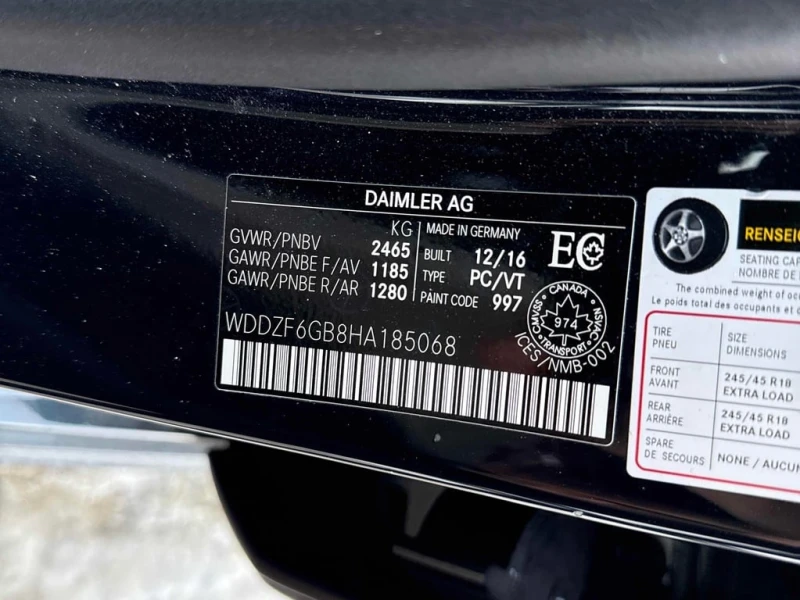 DAIMLER AG
KG
GVWR/PNBV 2465
GAWR/PNBE F/AV 1185
GAWR/PNBE R/AR 1280
MADE IN GERMANY
BUILT 12/16
TYPE PC/VT
PAINT CODE 997
EC
CANADA
974
TRANSPORT
ICES/NMB-002
WDDZF6GB8HA185068
RENSEIG
SEATING CAP
NOMBRE DE
The combined weight of oc
Le poids total des occupants et d
TIRE
PNEU
SIZE
DIMENSIONS
FRONT
AVANT
245/45 R18
EXTRA LOAD
REAR
ARRIÈRE
245/45 R18
EXTRA LOAD
SPARE
DE SECOURS
NONE / AUCUN